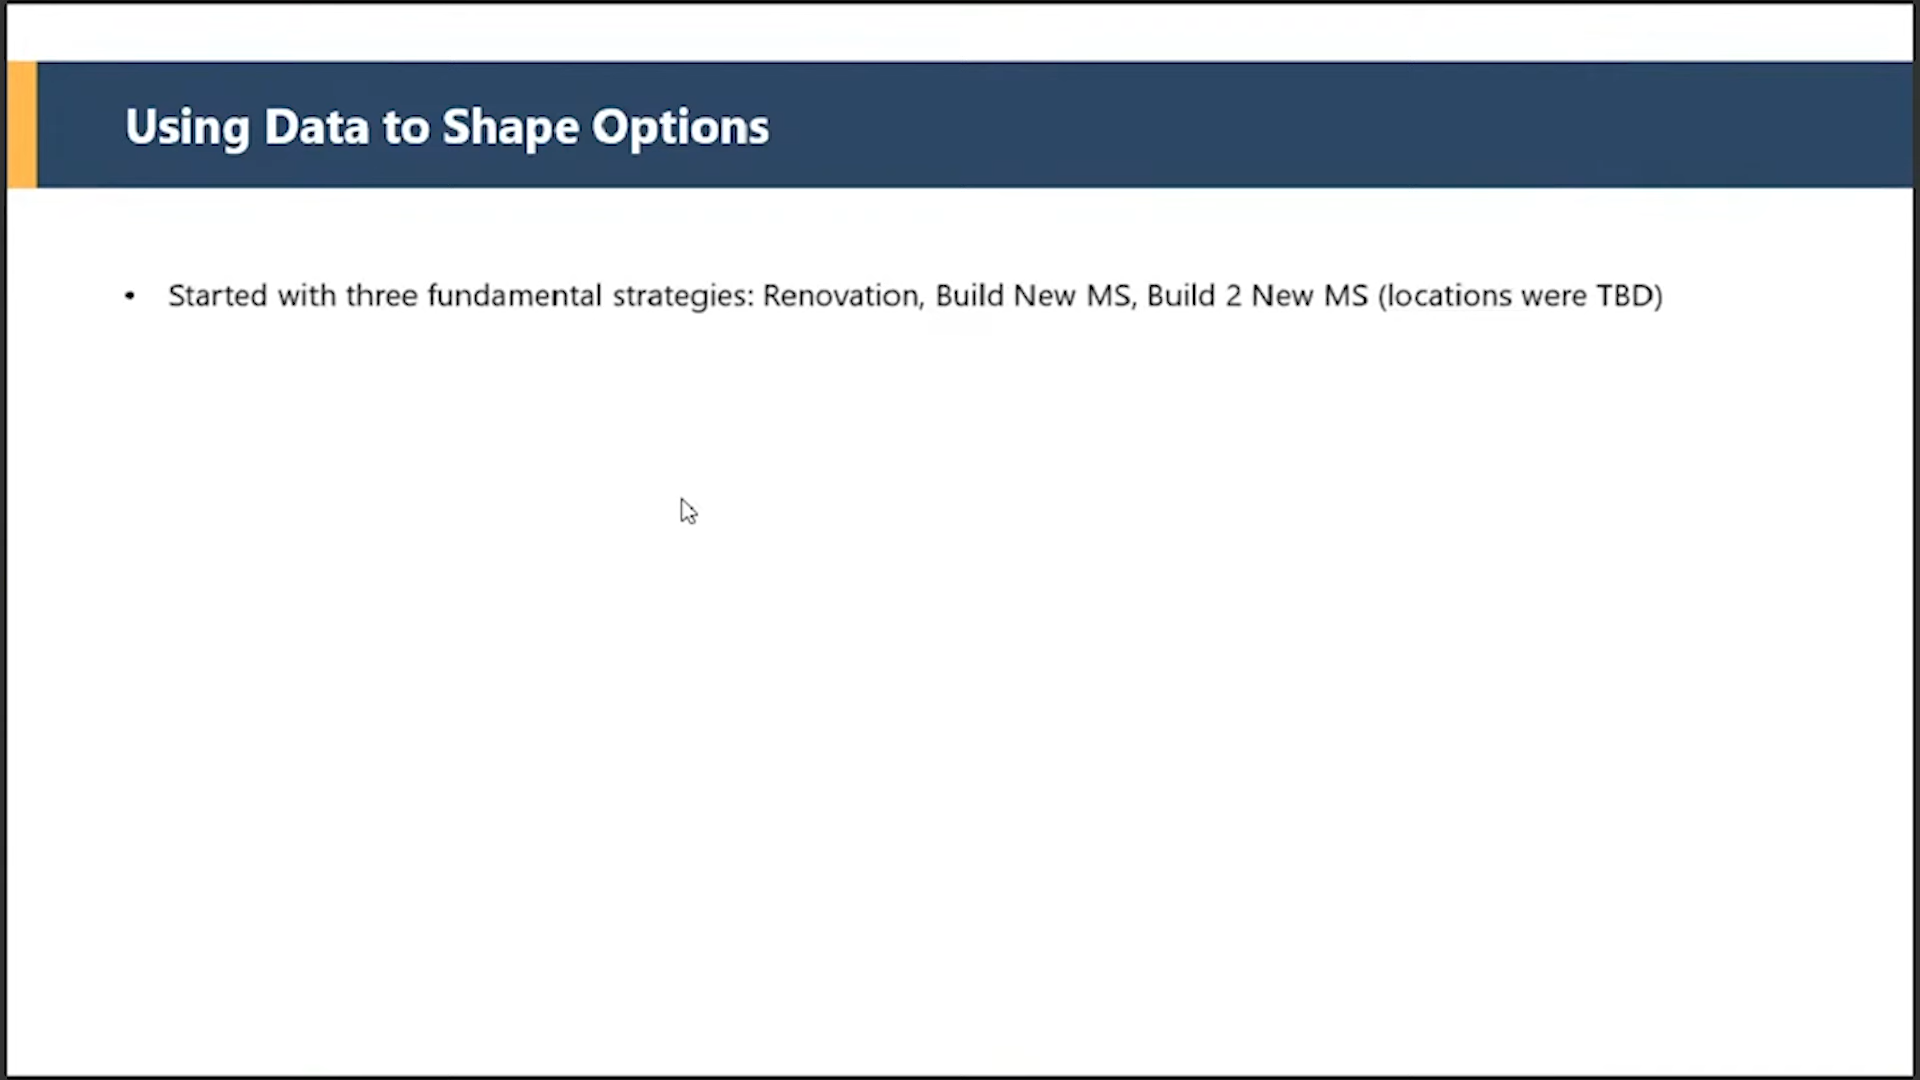 Using Data to Shape Options
• Started with three fundamental strategies: Renovation, Build New MS, Build 2 New MS (locations were TBD)